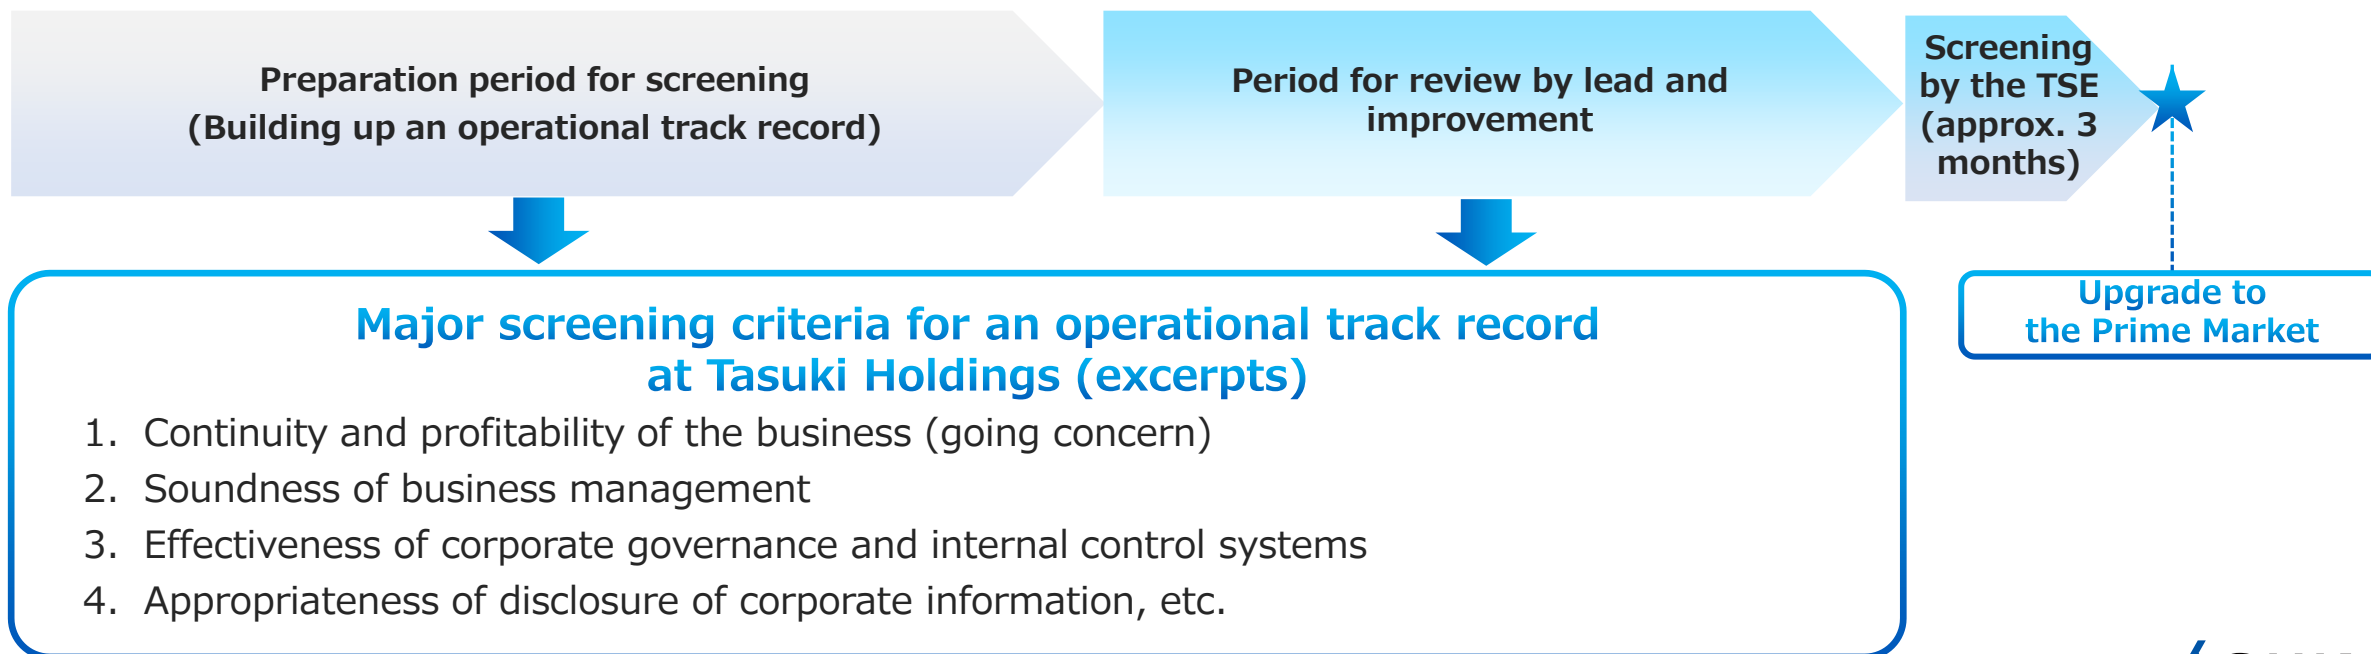 Preparation period for screening
(Building up an operational track record)
Period for review by lead and
improvement
Screening
by the TSE
(approx. 3
months)
Major screening criteria for an operational track record
at Tasuki Holdings (excerpts)
1. Continuity and profitability of the business (going concern)
2. Soundness of business management
3. Effectiveness of corporate governance and internal control systems
4. Appropriateness of disclosure of corporate information, etc.
Upgrade to
the Prime Market